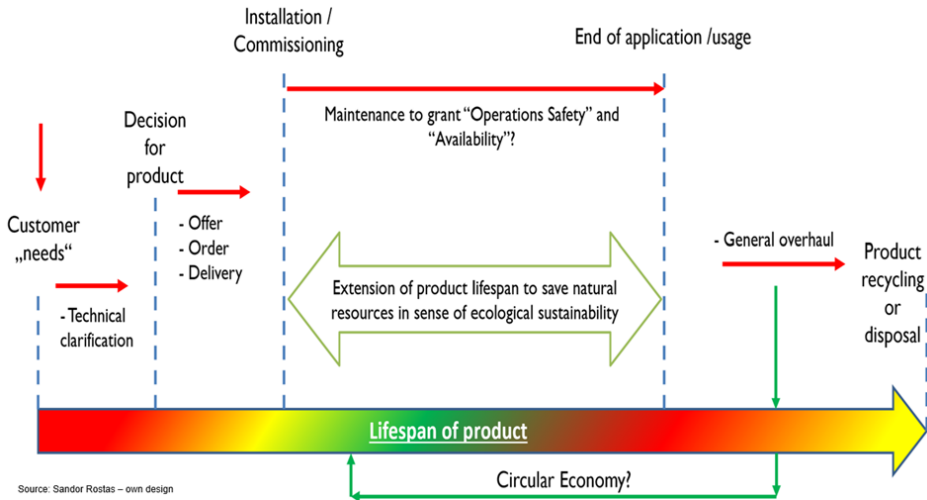 Installation /
Commissioning
End of application /usage
Maintenance to grant “Operations Safety” and
“Availability”?
Decision
for
product
Customer
„needs“
- Offer
- Order
- Delivery
- Technical
clarification
Extension of product lifespan to save natural
resources in sense of ecological sustainability
- General overhaul
Product
recycling
or
disposal
Lifespan of product
Circular Economy?
Source: Sandor Rostas – own design